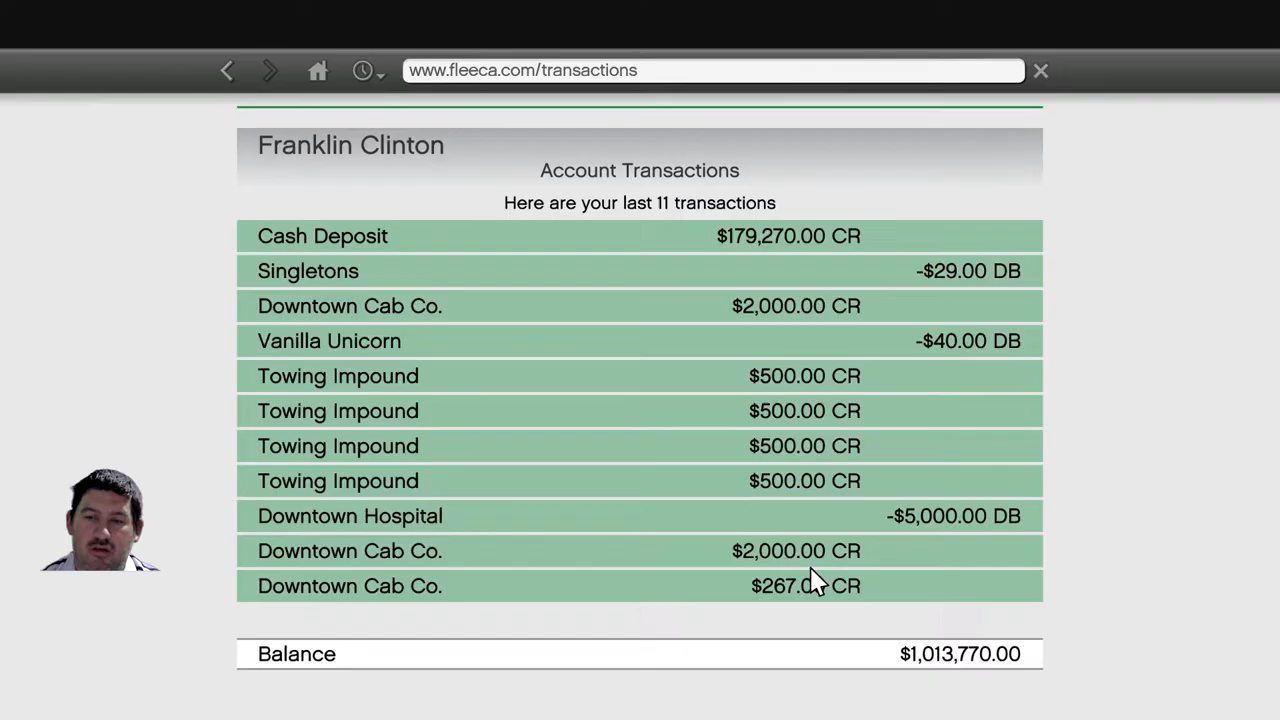 www.fleeca.com/transactions
Franklin Clinton
Account Transactions
Here are your last 11 transactions
Cash Deposit $179,270.00 CR
Singletons -$29.00 DB
Downtown Cab Co. $2,000.00 CR
Vanilla Unicorn -$40.00 DB
Towing Impound $500.00 CR
Towing Impound $500.00 CR
Towing Impound $500.00 CR
Towing Impound $500.00 CR
Downtown Hospital -$5,000.00 DB
Downtown Cab Co. $2,000.00 CR
Downtown Cab Co. $267.00 CR
Balance $1,013,770.00